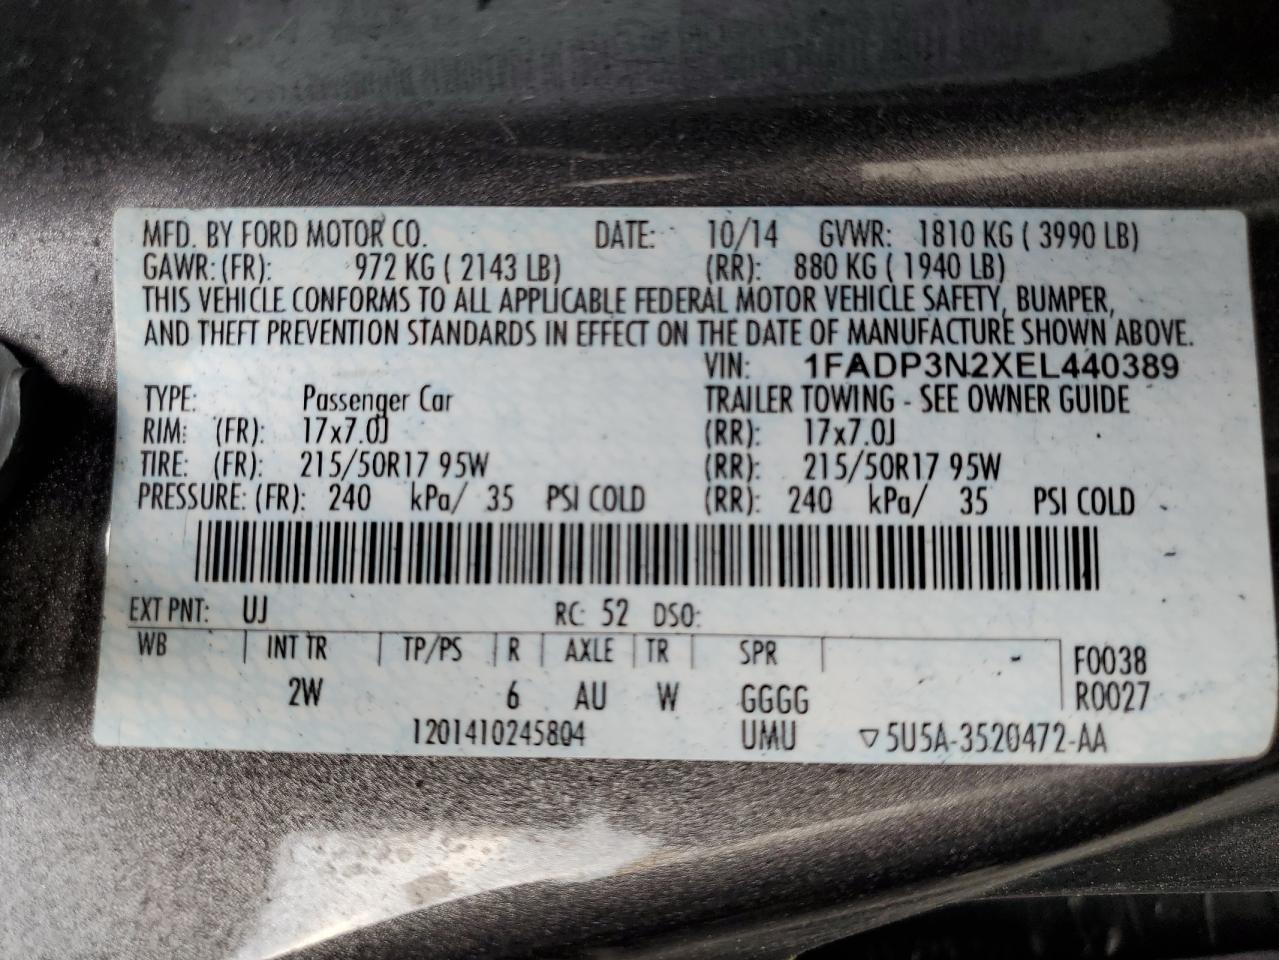 MFD. BY FORD MOTOR CO. DATE: 10/14 GVWR: 1810 KG ( 3990 LB)
GAWR: (FR): 972 KG ( 2143 LB) (RR): 880 KG ( 1940 LB)
THIS VEHICLE CONFORMS TO ALL APPLICABLE FEDERAL MOTOR VEHICLE SAFETY, BUMPER,
AND THEFT PREVENTION STANDARDS IN EFFECT ON THE DATE OF MANUFACTURE SHOWN ABOVE.
VIN: 1FADP3N2XEL440389
TYPE: Passenger Car TRAILER TOWING - SEE OWNER GUIDE
RIM: (FR): 17x7.0J (RR): 17x7.0J
TIRE: (FR): 215/50R17 95W (RR): 215/50R17 95W
PRESSURE: (FR): 240 kPa/ 35 PSI COLD (RR): 240 kPa/ 35 PSI COLD
EXT PNT: UJ RC: 52 DSO:
WB INT TR TP/PS R AXLE TR SPR F0038
2W 6 AU W GGGG R0027
1201410245804 UMU ▽5U5A-3520472-AA